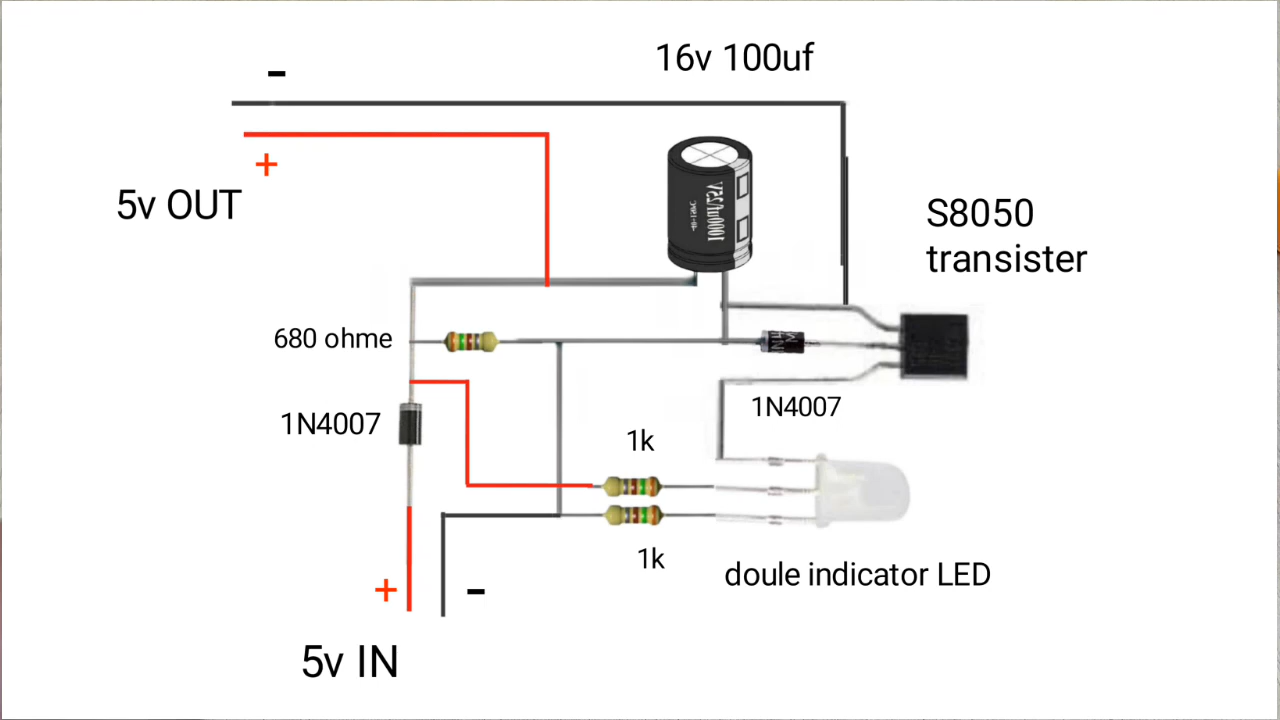 16v 100uf
-
+
5v OUT
S8050
transister
680 ohme
1N4007
1N4007
1k
1k
doule indicator LED
+
-
5v IN